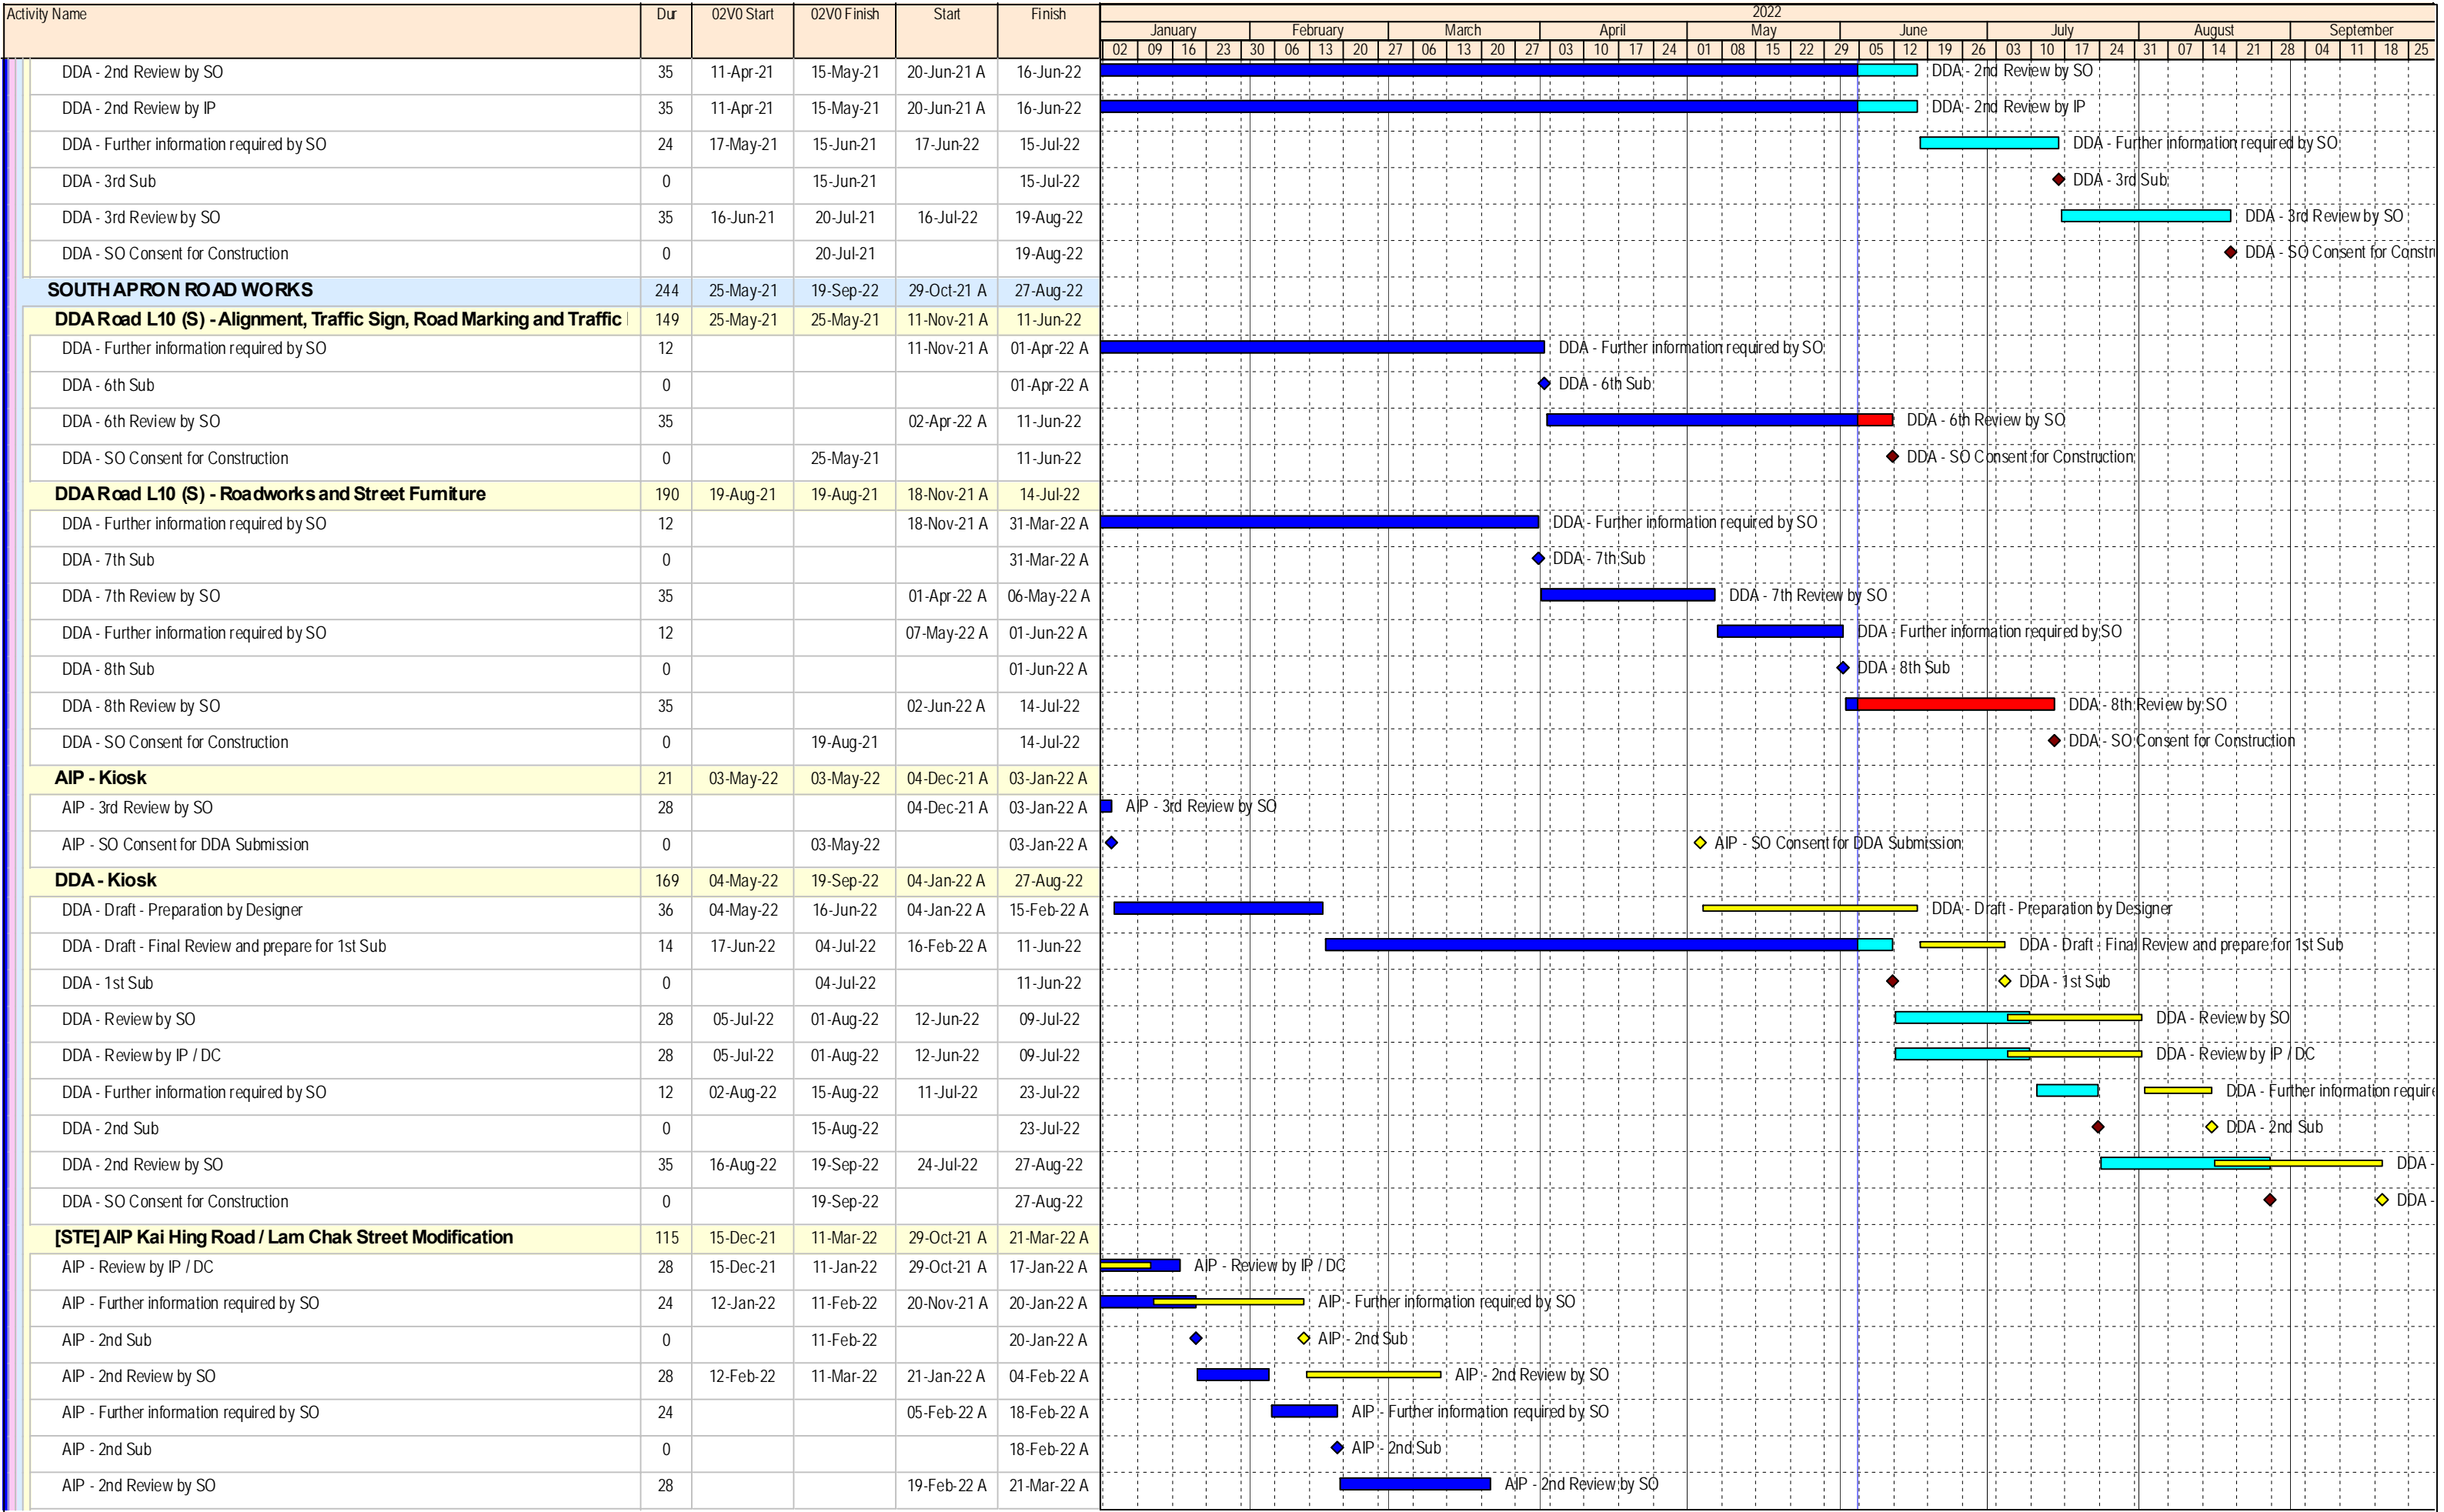 Activity Name Dur 02V0 Start 02V0 Finish Start Finish 2022
January February March April May June July August September
02 09 16 23 30 06 13 20 27 06 13 20 27 03 10 17 24 01 08 15 22 29 05 12 19 26 03 10 17 24 31 07 14 21 28 04 11 18 25
DDA - 2nd Review by SO 35 11-Apr-21 15-May-21 20-Jun-21 A 16-Jun-22 DDA - 2nd Review by SO
DDA - 2nd Review by IP 35 11-Apr-21 15-May-21 20-Jun-21 A 16-Jun-22 DDA - 2nd Review by IP
DDA - Further information required by SO 24 17-May-21 15-Jun-21 17-Jun-22 15-Jul-22 DDA - Further information required by SO
DDA - 3rd Sub 0 15-Jun-21 15-Jul-22 DDA - 3rd Sub
DDA - 3rd Review by SO 35 16-Jun-21 20-Jul-21 16-Jul-22 19-Aug-22 DDA - 3rd Review by SO
DDA - SO Consent for Construction 0 20-Jul-21 19-Aug-22 DDA - SO Consent for Constr
SOUTH APRON ROAD WORKS 244 25-May-21 19-Sep-22 29-Oct-21 A 27-Aug-22
DDA Road L10 (S) - Alignment, Traffic Sign, Road Marking and Traffic 149 25-May-21 25-May-21 11-Nov-21 A 11-Jun-22
DDA - Further information required by SO 12 11-Nov-21 A 01-Apr-22 A DDA - Further information required by SO
DDA - 6th Sub 0 01-Apr-22 A DDA - 6th Sub
DDA - 6th Review by SO 35 02-Apr-22 A 11-Jun-22 DDA - 6th Review by SO
DDA - SO Consent for Construction 0 25-May-21 11-Jun-22 DDA - SO Consent for Construction
DDA Road L10 (S) - Roadworks and Street Furniture 190 19-Aug-21 19-Aug-21 18-Nov-21 A 14-Jul-22
DDA - Further information required by SO 12 18-Nov-21 A 31-Mar-22 A DDA - Further information required by SO
DDA - 7th Sub 0 31-Mar-22 A DDA - 7th Sub
DDA - 7th Review by SO 35 01-Apr-22 A 06-May-22 A DDA - 7th Review by SO
DDA - Further information required by SO 12 07-May-22 A 01-Jun-22 A DDA - Further information required by SO
DDA - 8th Sub 0 01-Jun-22 A DDA - 8th Sub
DDA - 8th Review by SO 35 02-Jun-22 A 14-Jul-22 DDA - 8th Review by SO
DDA - SO Consent for Construction 0 19-Aug-21 14-Jul-22 DDA - SO Consent for Construction
AIP - Kiosk 21 03-May-22 03-May-22 04-Dec-21 A 03-Jan-22 A
AIP - 3rd Review by SO 28 04-Dec-21 A 03-Jan-22 A AIP - 3rd Review by SO
AIP - SO Consent for DDA Submission 0 03-May-22 03-Jan-22 A AIP - SO Consent for DDA Submission
DDA - Kiosk 169 04-May-22 19-Sep-22 04-Jan-22 A 27-Aug-22
DDA - Draft - Preparation by Designer 36 04-May-22 16-Jun-22 04-Jan-22 A 15-Feb-22 A DDA - Draft - Preparation by Designer
DDA - Draft - Final Review and prepare for 1st Sub 14 17-Jun-22 04-Jul-22 16-Feb-22 A 11-Jun-22 DDA - Draft - Final Review and prepare for 1st Sub
DDA - 1st Sub 0 04-Jul-22 11-Jun-22 DDA - 1st Sub
DDA - Review by SO 28 05-Jul-22 01-Aug-22 12-Jun-22 09-Jul-22 DDA - Review by SO
DDA - Review by IP / DC 28 05-Jul-22 01-Aug-22 12-Jun-22 09-Jul-22 DDA - Review by IP / DC
DDA - Further information required by SO 12 02-Aug-22 15-Aug-22 11-Jul-22 23-Jul-22 DDA - Further information require
DDA - 2nd Sub 0 15-Aug-22 23-Jul-22 DDA - 2nd Sub
DDA - 2nd Review by SO 35 16-Aug-22 19-Sep-22 24-Jul-22 27-Aug-22 DDA -
DDA - SO Consent for Construction 0 19-Sep-22 27-Aug-22 DDA -
[STE] AIP Kai Hing Road / Lam Chak Street Modification 115 15-Dec-21 11-Mar-22 29-Oct-21 A 21-Mar-22 A
AIP - Review by IP / DC 28 15-Dec-21 11-Jan-22 29-Oct-21 A 17-Jan-22 A AIP - Review by IP / DC
AIP - Further information required by SO 24 12-Jan-22 11-Feb-22 20-Nov-21 A 20-Jan-22 A AIP - Further information required by SO
AIP - 2nd Sub 0 11-Feb-22 20-Jan-22 A AIP - 2nd Sub
AIP - 2nd Review by SO 28 12-Feb-22 11-Mar-22 21-Jan-22 A 04-Feb-22 A AIP - 2nd Review by SO
AIP - Further information required by SO 24 05-Feb-22 A 18-Feb-22 A AIP - Further information required by SO
AIP - 2nd Sub 0 18-Feb-22 A AIP - 2nd Sub
AIP - 2nd Review by SO 28 19-Feb-22 A 21-Mar-22 A AIP - 2nd Review by SO